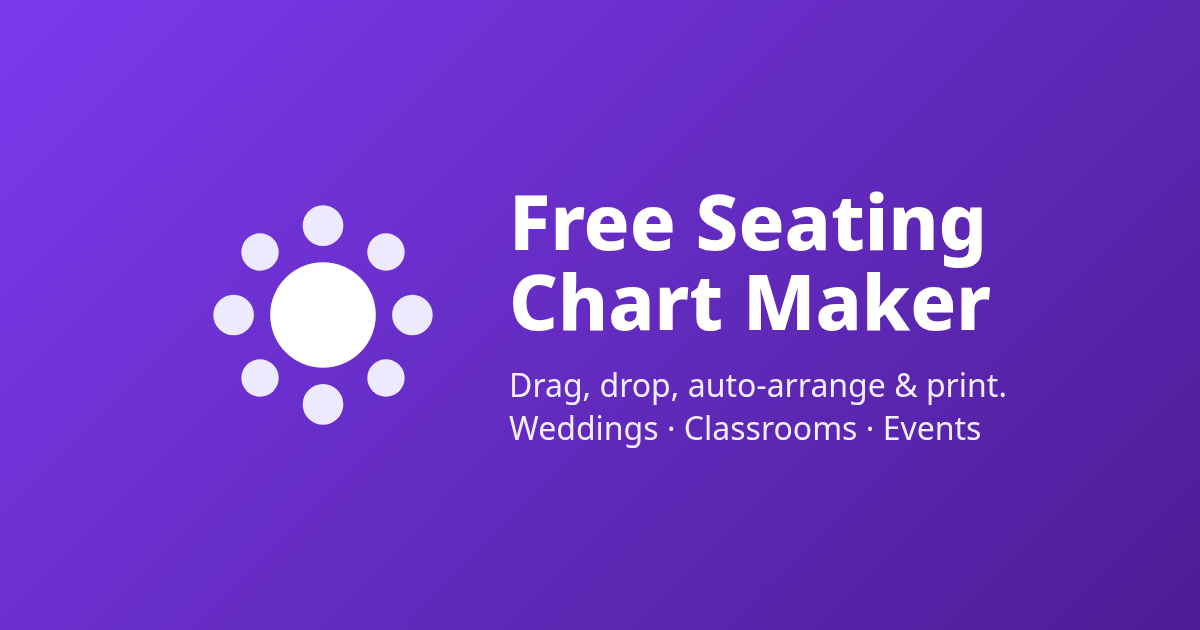 Free Seating
Chart Maker
Drag, drop, auto-arrange & print.
Weddings · Classrooms · Events